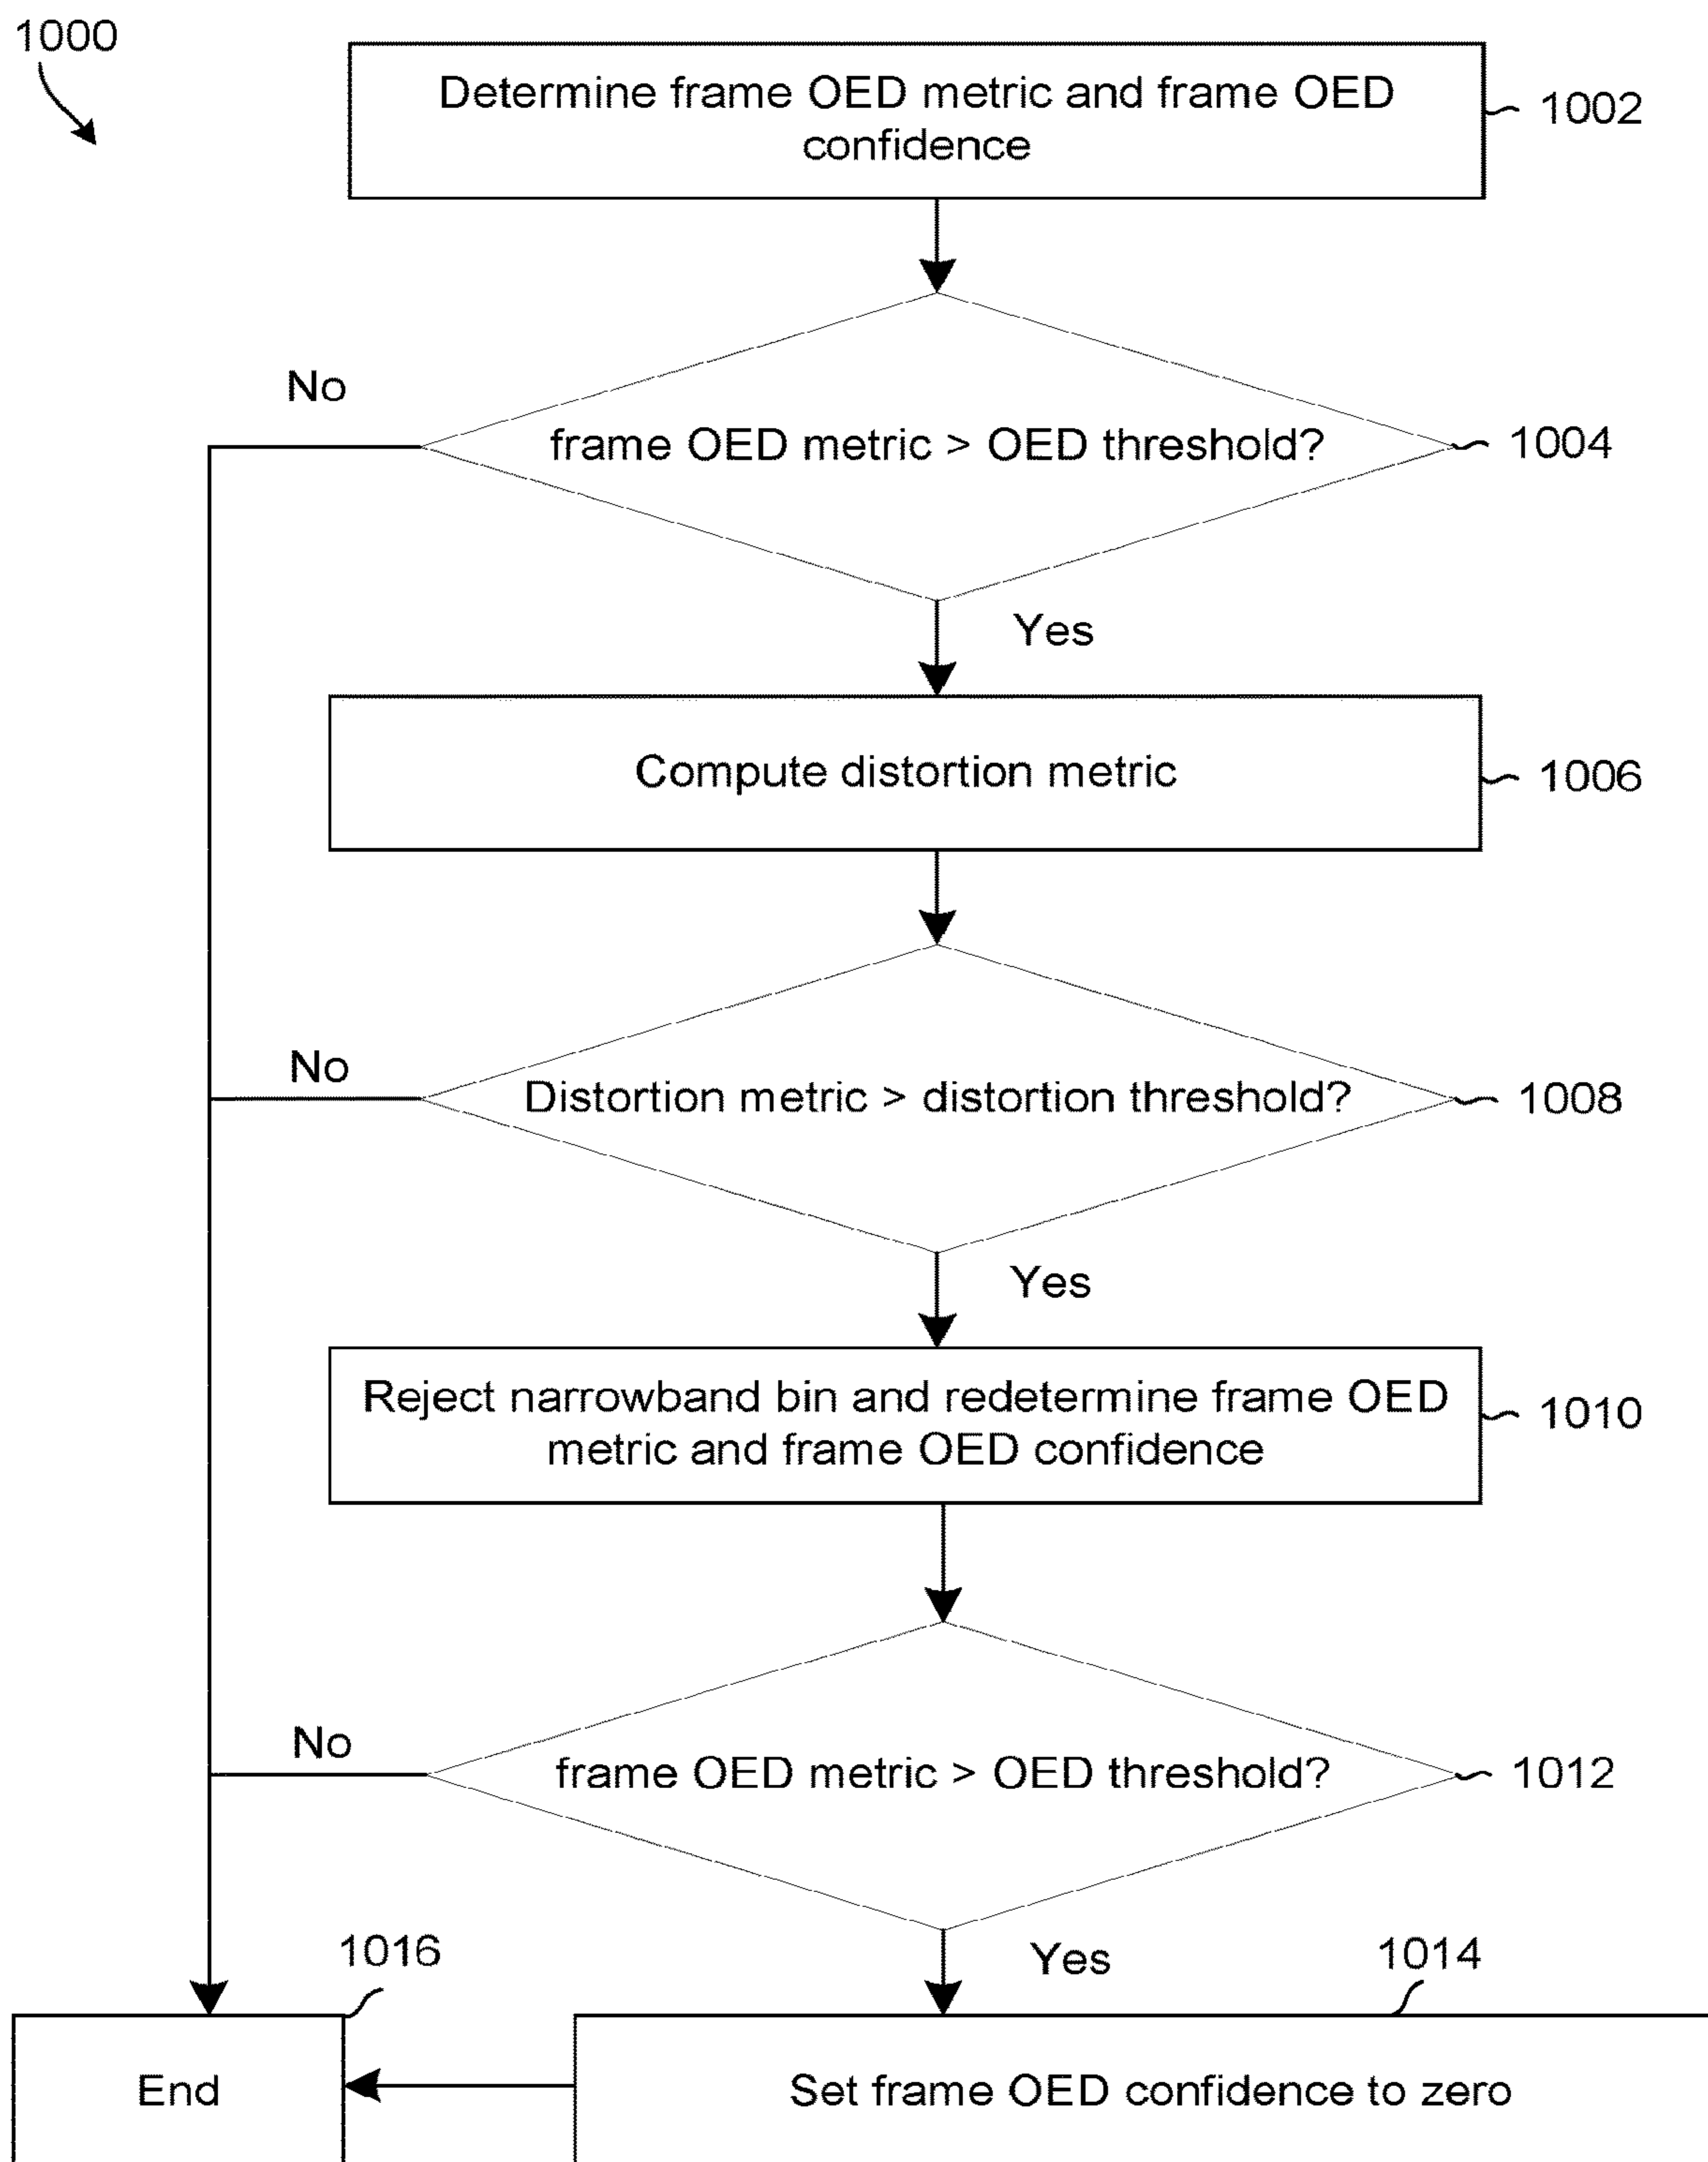 1000
Determine frame OED metric and frame OED
confidence
1002
No
frame OED metric > OED threshold?
1004
Yes
Compute distortion metric
1006
No
Distortion metric > distortion threshold?
1008
Yes
Reject narrowband bin and redetermine frame OED
metric and frame OED confidence
1010
No
frame OED metric > OED threshold?
1012
1016
Yes
1014
End
Set frame OED confidence to zero